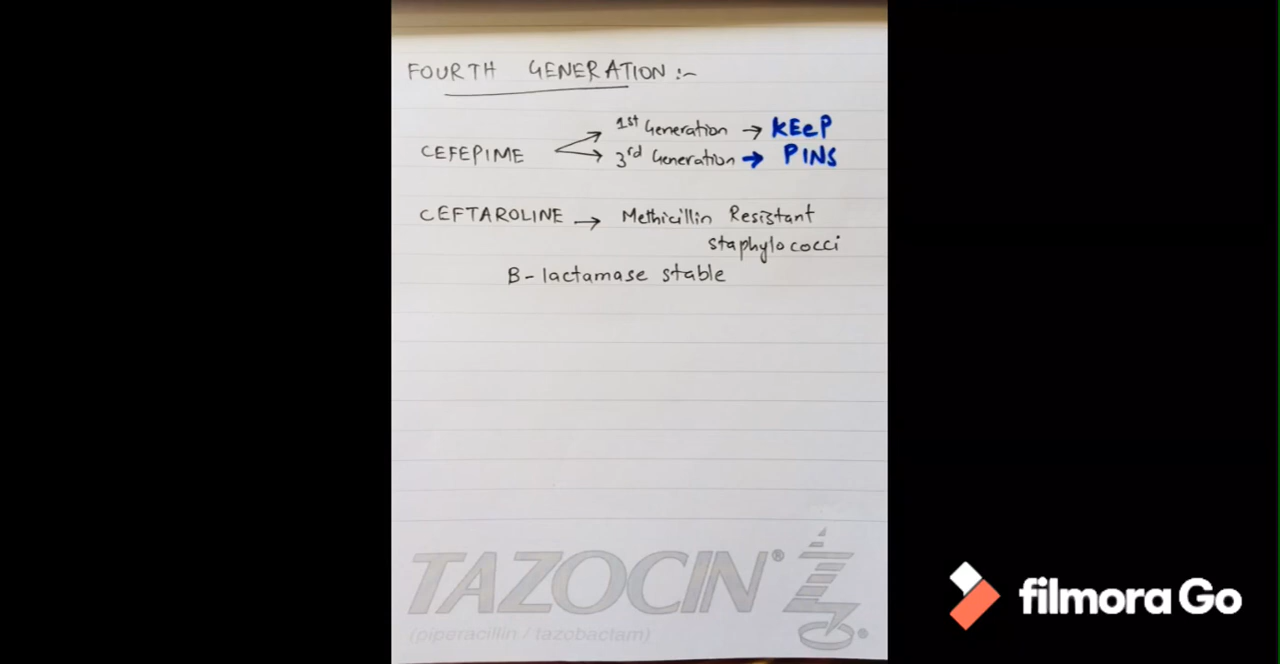 FOURTH GENERATION :-
1st Generation → KEeP
CEFEPIME
3rd Generation → PINS
CEFTAROLINE → Methicillin Resistant
staphylococci
B-lactamase stable
TAZOCIN®
(piperacillin / tazobactam)
®
filmora Go